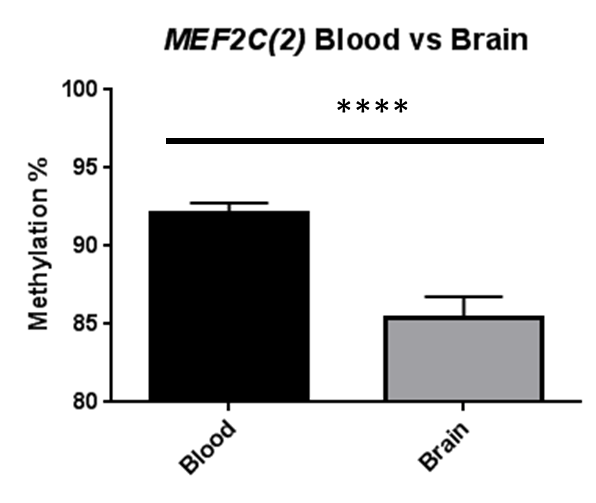 MEF2C(2) Blood vs Brain
****
Methylation %
100
95
90
85
80
Blood
Brain